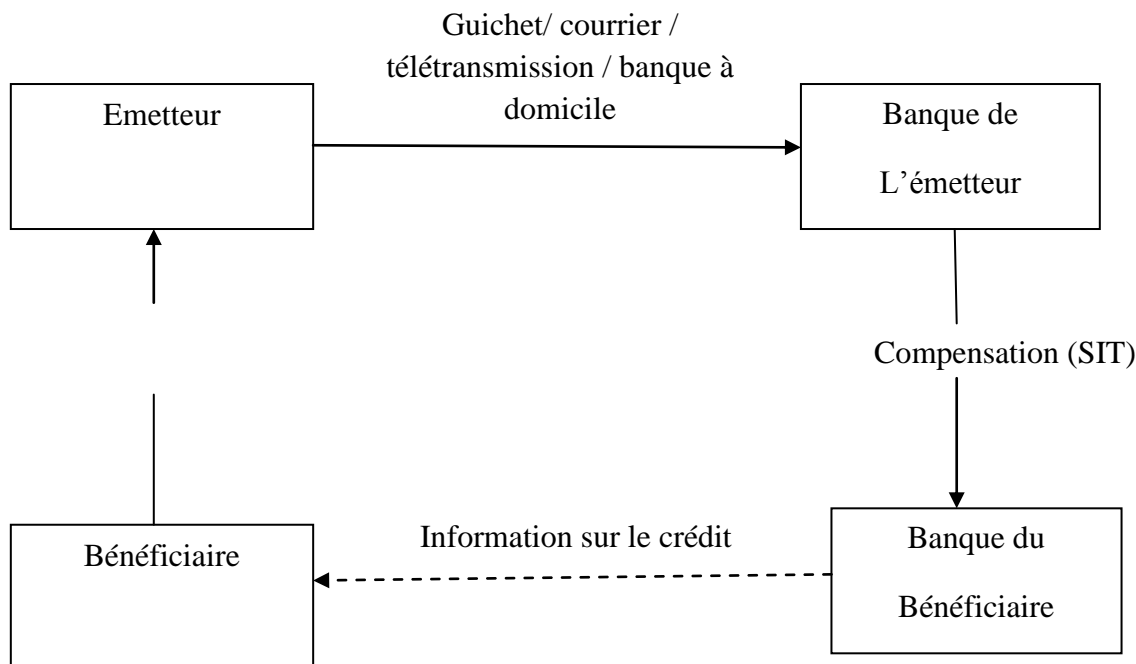 Guichet/ courrier /
télétransmission / banque à
domicile
Emetteur
Banque de
L’émetteur
Compensation (SIT)
Bénéficiaire
Information sur le crédit
Banque du
Bénéficiaire